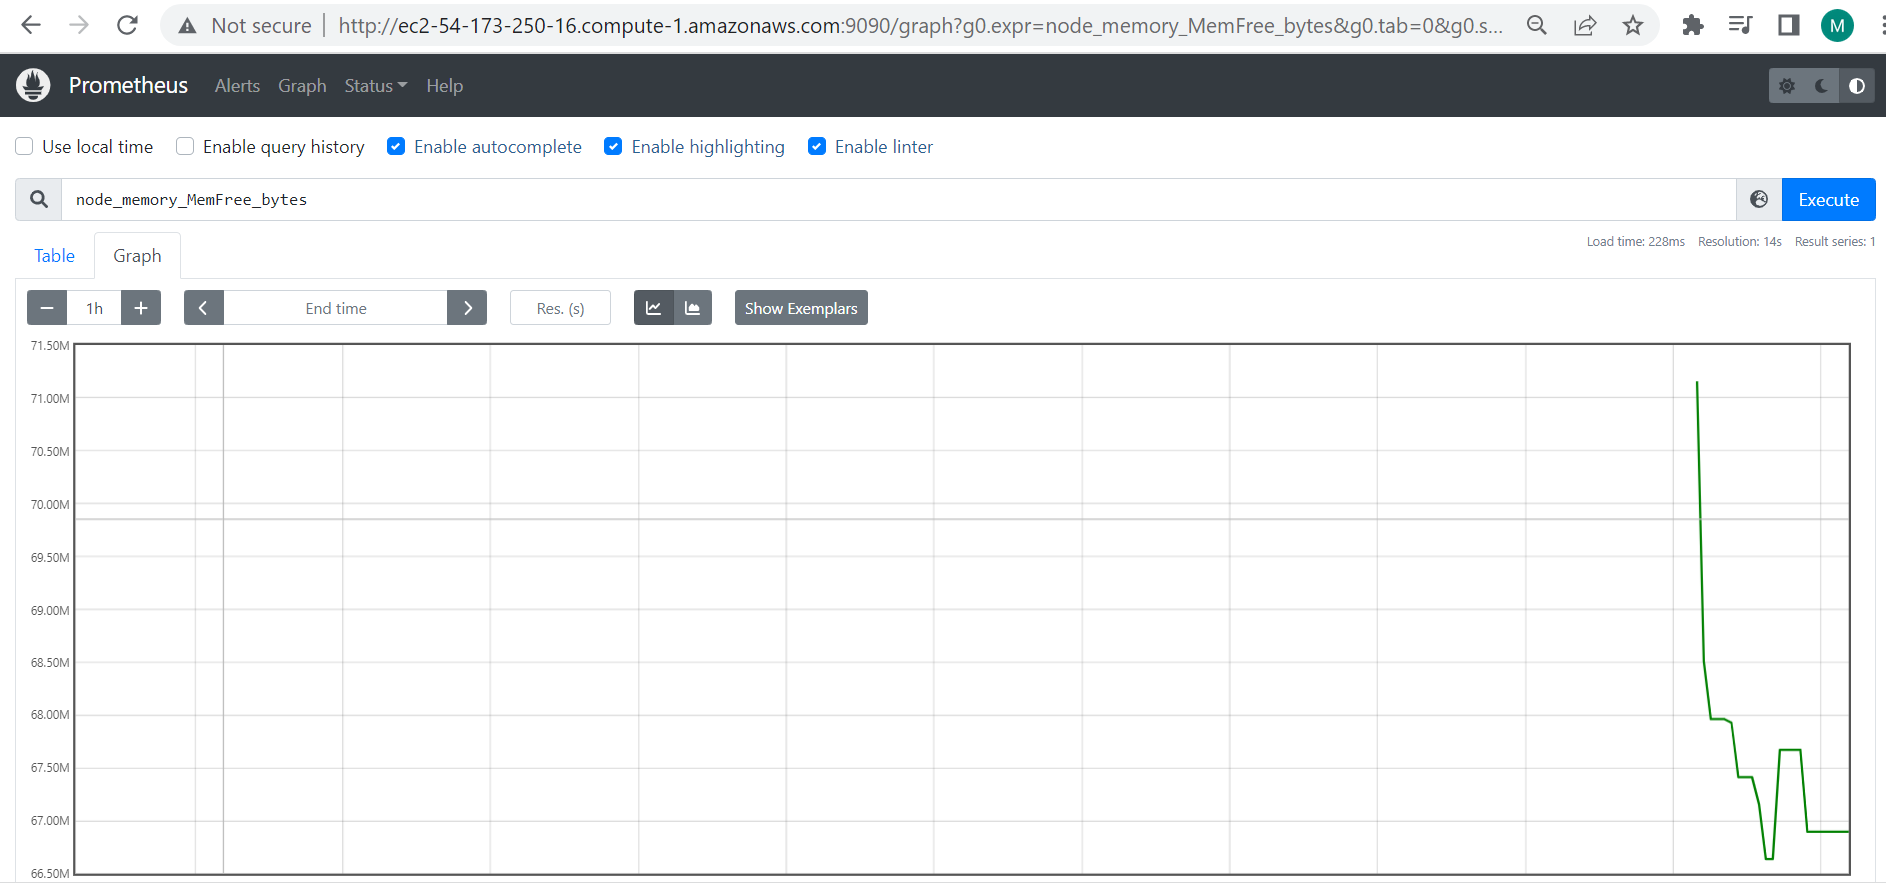 Not secure | http://ec2-54-173-250-16.compute-1.amazonaws.com:9090/graph?g0.expr=node_memory_MemFree_bytes&g0.tab=0&g0.s... M
Prometheus Alerts Graph Status Help
Use local time Enable query history Enable autocomplete Enable highlighting Enable linter
node_memory_MemFree_bytes Execute
Load time: 228ms Resolution: 14s Result series: 1
Table Graph
1h End time Res. (s) Show Exemplars
71.50M
71.00M
70.50M
70.00M
69.50M
69.00M
68.50M
68.00M
67.50M
67.00M
66.50M